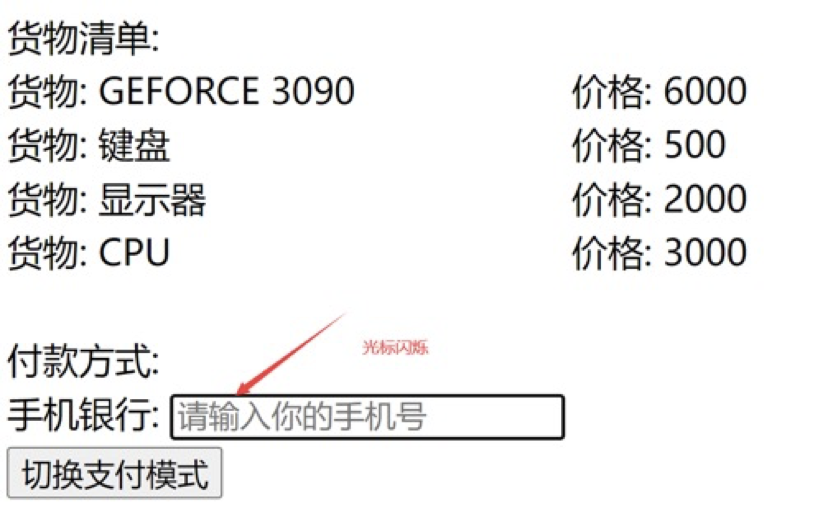 货物清单:
货物: GEFORCE 3090 价格: 6000
货物: 键盘 价格: 500
货物: 显示器 价格: 2000
货物: CPU 价格: 3000
光标闪烁
付款方式:
手机银行: 请输入你的手机号
切换支付模式